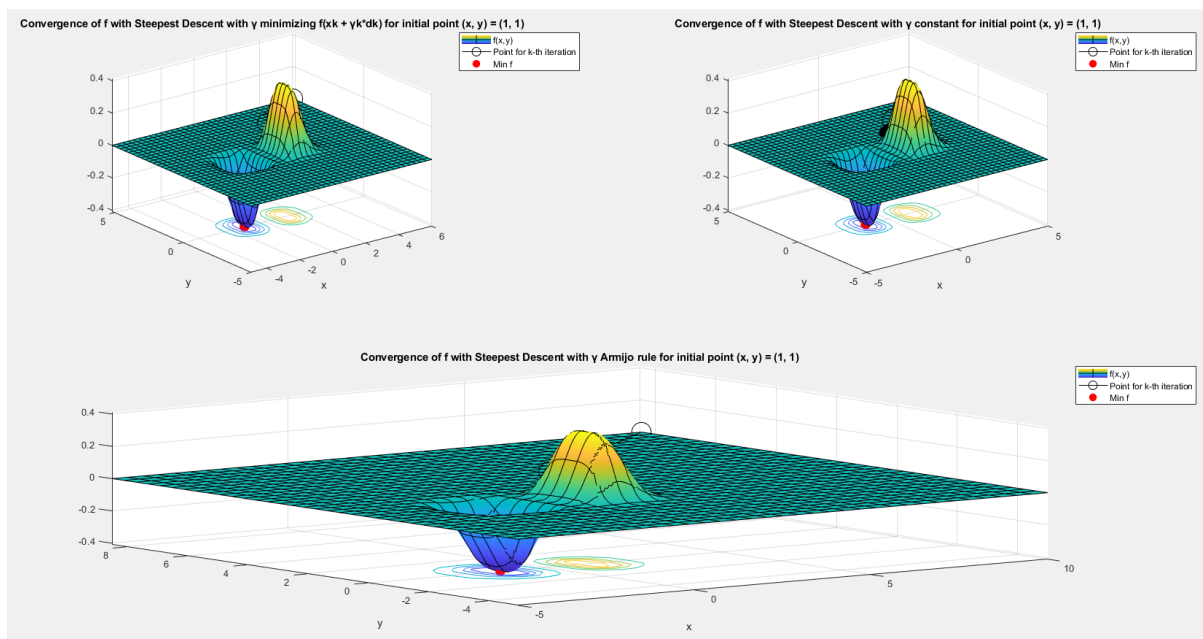 Convergence of f with Steepest Descent with γ minimizing f(xk + γk*dk) for initial point (x, y) = (1, 1)
f(x,y)
Point for k-th iteration
Min f
0.4
0.2
0
-0.2
-0.4
5
0
-5
y
-4
-2
0
2
4
6
x
Convergence of f with Steepest Descent with γ constant for initial point (x, y) = (1, 1)
f(x,y)
Point for k-th iteration
Min f
0.4
0.2
0
-0.2
-0.4
5
0
-5
y
-5
0
5
x
Convergence of f with Steepest Descent with γ Armijo rule for initial point (x, y) = (1, 1)
f(x,y)
Point for k-th iteration
Min f
0.4
0.2
0
-0.2
-0.4
8
6
4
2
0
-2
-4
y
-5
0
5
10
x